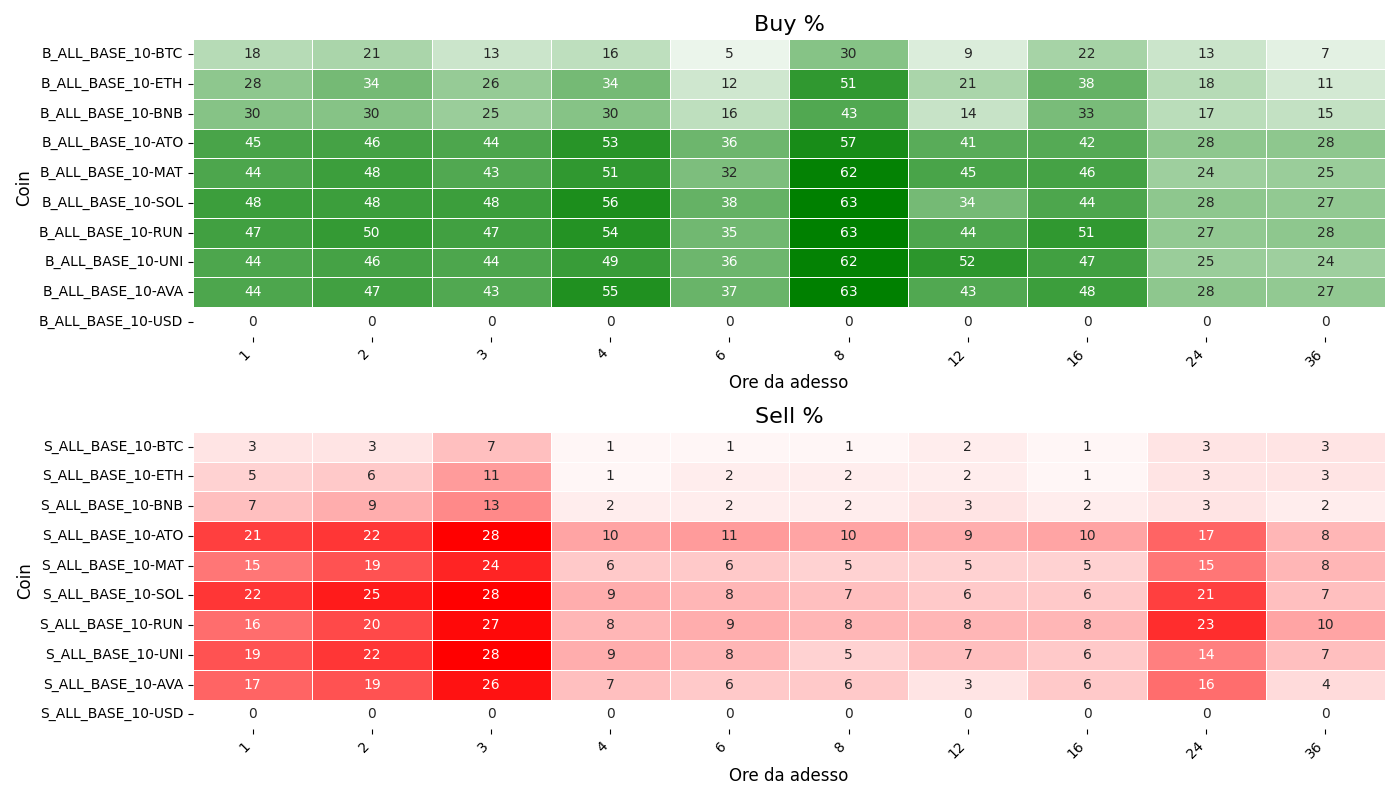 Buy %
Coin
B_ALL_BASE_10-BTC 18 21 13 16 5 30 9 22 13 7
B_ALL_BASE_10-ETH 28 34 26 34 12 51 21 38 18 11
B_ALL_BASE_10-BNB 30 30 25 30 16 43 14 33 17 15
B_ALL_BASE_10-ATO 45 46 44 53 36 57 41 42 28 28
B_ALL_BASE_10-MAT 44 48 43 51 32 62 45 46 24 25
B_ALL_BASE_10-SOL 48 48 48 56 38 63 34 44 28 27
B_ALL_BASE_10-RUN 47 50 47 54 35 63 44 51 27 28
B_ALL_BASE_10-UNI 44 46 44 49 36 62 52 47 25 24
B_ALL_BASE_10-AVA 44 47 43 55 37 63 43 48 28 27
B_ALL_BASE_10-USD 0 0 0 0 0 0 0 0 0 0
1 2 3 4 6 8 12 16 24 36
Ore da adesso
Sell %
Coin
S_ALL_BASE_10-BTC 3 3 7 1 1 1 2 1 3 3
S_ALL_BASE_10-ETH 5 6 11 1 2 2 2 1 3 3
S_ALL_BASE_10-BNB 7 9 13 2 2 2 3 2 3 2
S_ALL_BASE_10-ATO 21 22 28 10 11 10 9 10 17 8
S_ALL_BASE_10-MAT 15 19 24 6 6 5 5 5 15 8
S_ALL_BASE_10-SOL 22 25 28 9 8 7 6 6 21 7
S_ALL_BASE_10-RUN 16 20 27 8 9 8 8 8 23 10
S_ALL_BASE_10-UNI 19 22 28 9 8 5 7 6 14 7
S_ALL_BASE_10-AVA 17 19 26 7 6 6 3 6 16 4
S_ALL_BASE_10-USD 0 0 0 0 0 0 0 0 0 0
1 2 3 4 6 8 12 16 24 36
Ore da adesso